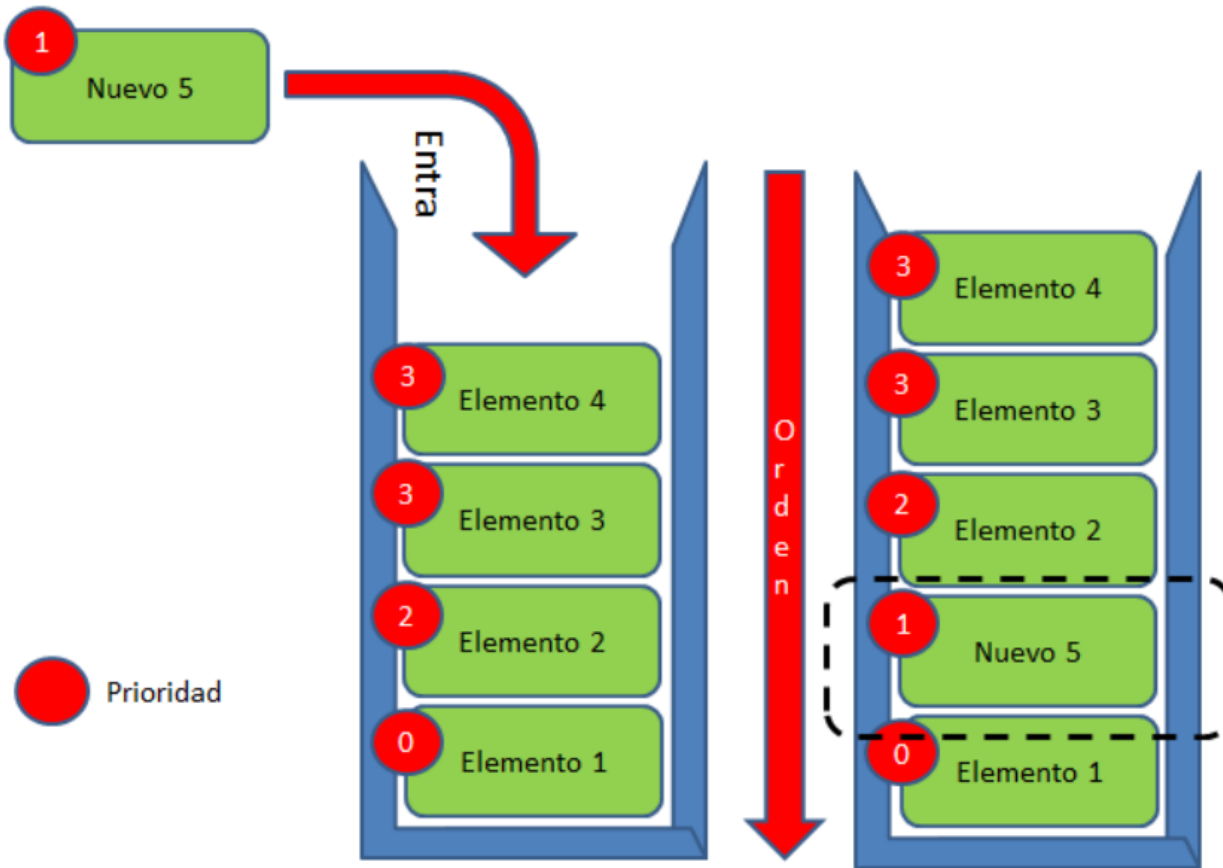 1
Nuevo 5
Entra
3
Elemento 4
3
Elemento 3
2
Elemento 2
0
Elemento 1
Prioridad
Orden
3
Elemento 4
3
Elemento 3
2
Elemento 2
1
Nuevo 5
0
Elemento 1